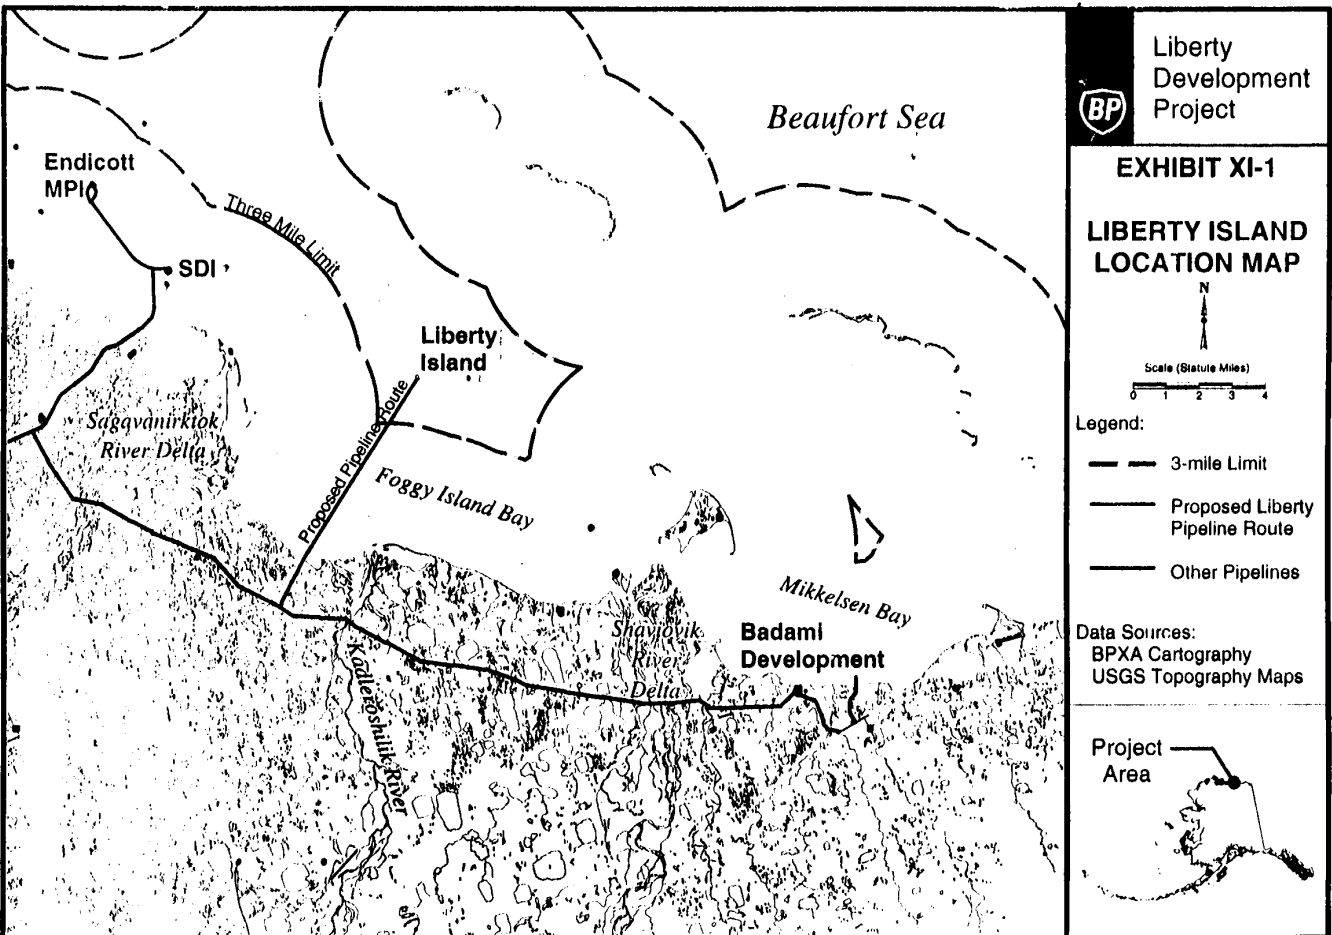 Beaufort Sea
Endicott
MPI
Three Mile Limit
SDI
Liberty
Island
Proposed Pipeline Route
Sagavanirktok
River Delta
Foggy Island Bay
Mikkelsen Bay
Shaviovik
River
Delta
Badami
Development
Kadleroshilik River
BP
Liberty
Development
Project
EXHIBIT XI-1
LIBERTY ISLAND
LOCATION MAP
N
Scale (Statute Miles)
0 1 2 3 4
Legend:
3-mile Limit
Proposed Liberty
Pipeline Route
Other Pipelines
Data Sources:
BPXA Cartography
USGS Topography Maps
Project
Area